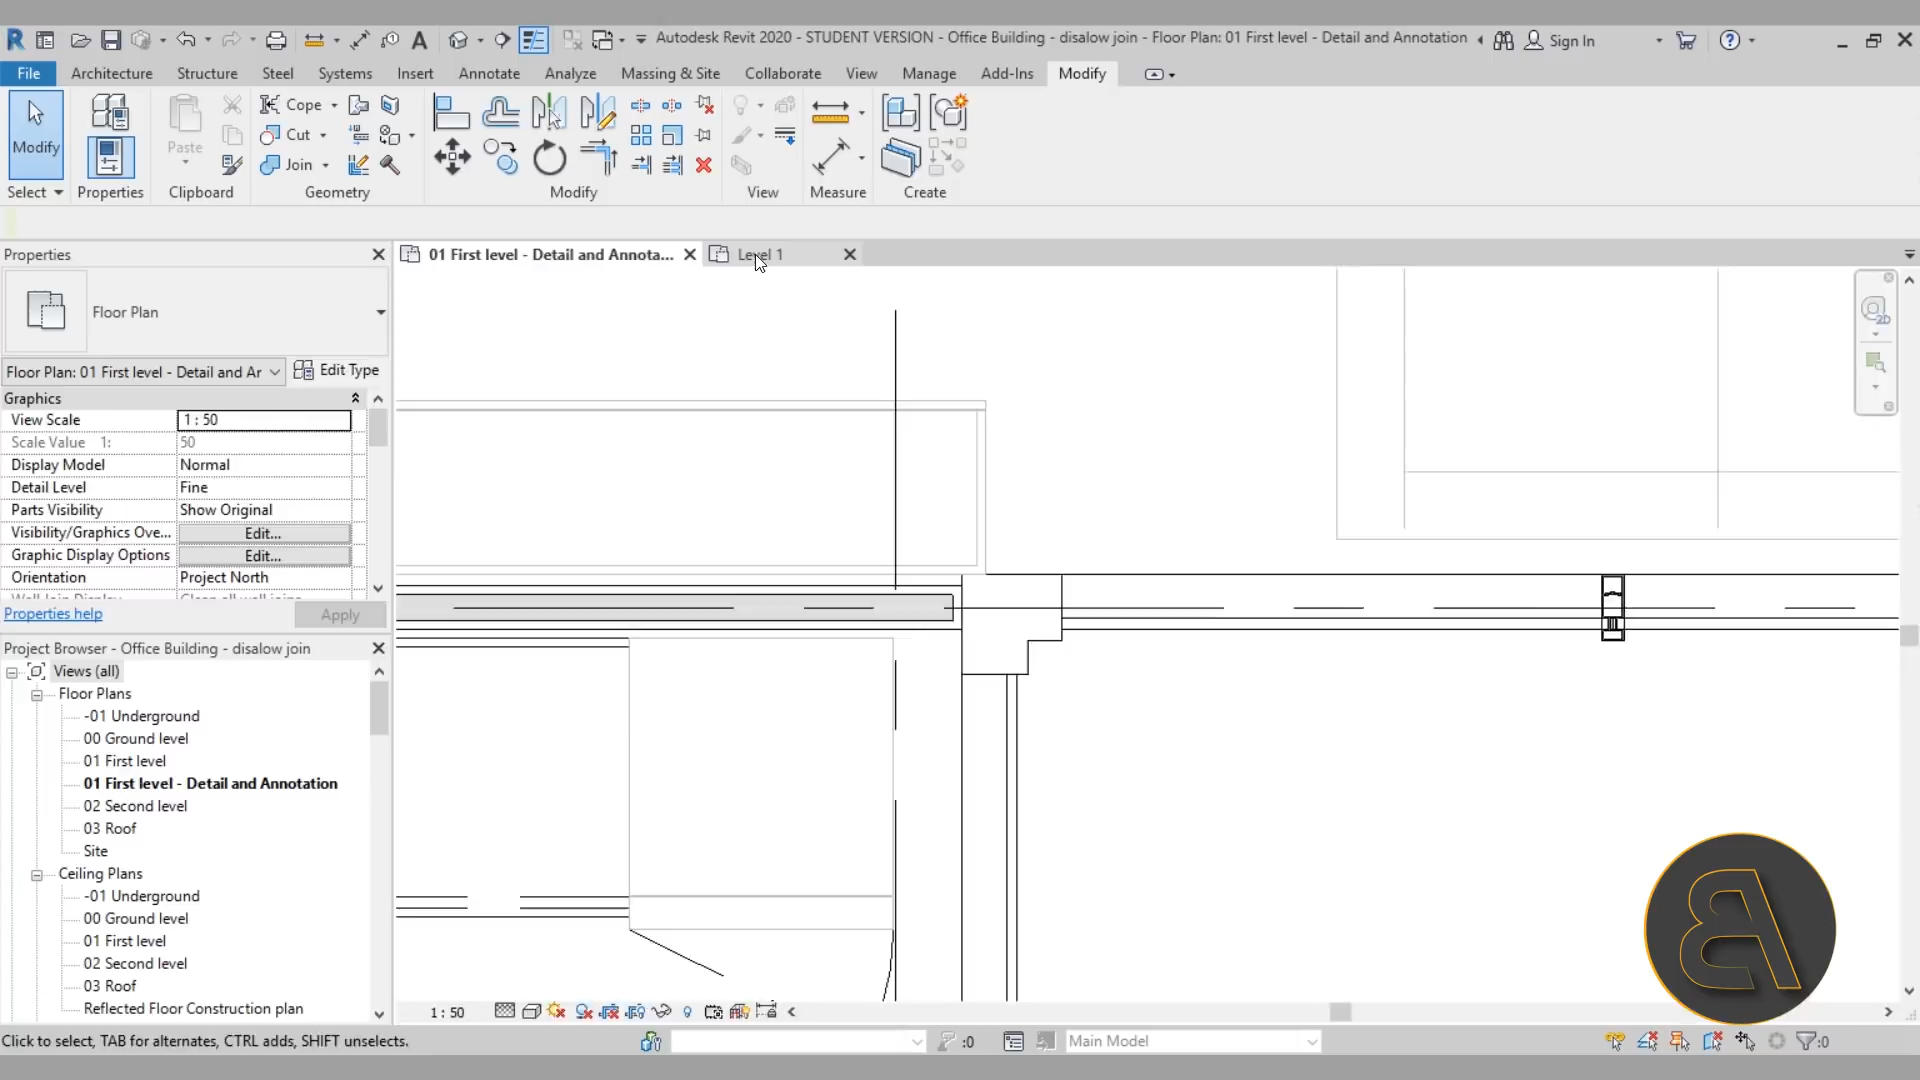 Autodesk Revit 2020 - STUDENT VERSION - Office Building - disalow join - Floor Plan: 01 First level - Detail and Annotation
Sign In
File Architecture Structure Steel Systems Insert Annotate Analyze Massing & Site Collaborate View Manage Add-Ins Modify
Modify
Paste
Cope
Cut
Join
Select Properties Clipboard Geometry Modify View Measure Create
Properties
01 First level - Detail and Annota...
Level 1
Floor Plan
2D
Floor Plan: 01 First level - Detail and Ar
Edit Type
Graphics
View Scale 1 : 50
Scale Value 1: 50
Display Model Normal
Detail Level Fine
Parts Visibility Show Original
Visibility/Graphics Ove... Edit...
Graphic Display Options Edit...
Orientation Project North
Properties help
Apply
Project Browser - Office Building - disalow join
Views (all)
Floor Plans
-01 Underground
00 Ground level
01 First level
01 First level - Detail and Annotation
02 Second level
03 Roof
Site
Ceiling Plans
-01 Underground
00 Ground level
01 First level
02 Second level
03 Roof
Reflected Floor Construction plan
1 : 50
Click to select, TAB for alternates, CTRL adds, SHIFT unselects.
:0
Main Model
:0